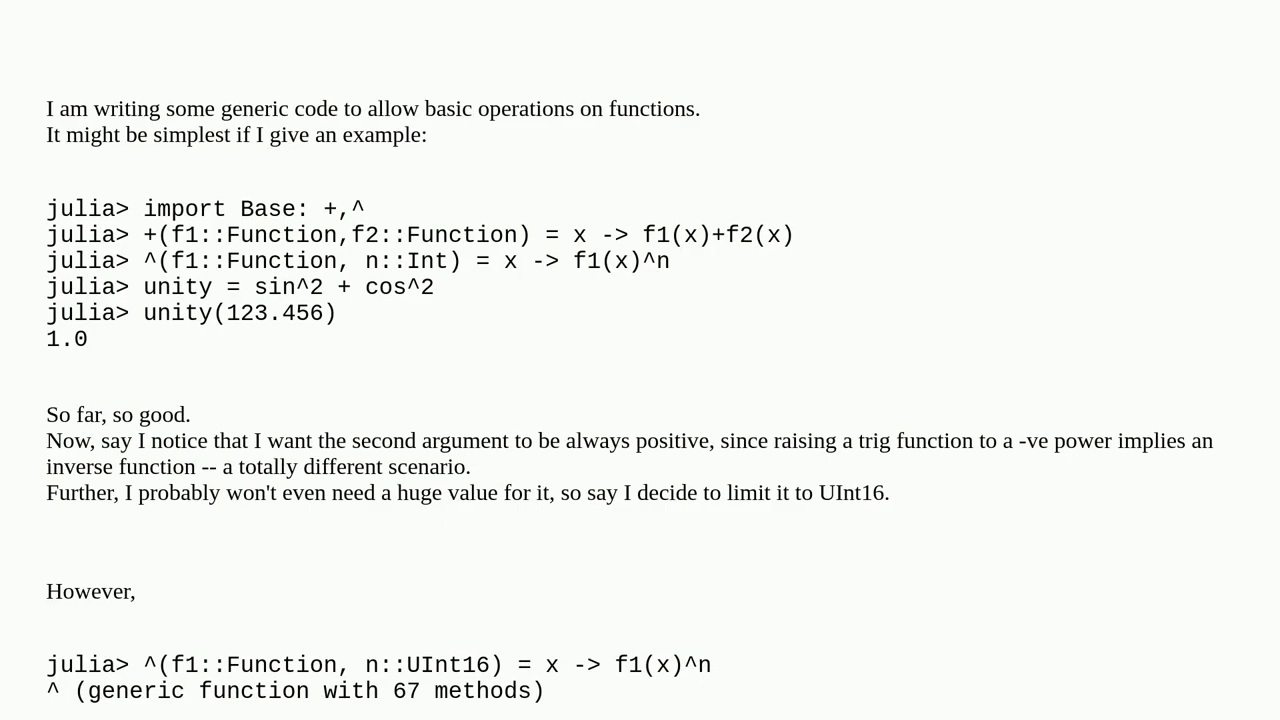 I am writing some generic code to allow basic operations on functions.
It might be simplest if I give an example:
julia> import Base: +,^
julia> +(f1::Function,f2::Function) = x -> f1(x)+f2(x)
julia> ^(f1::Function, n::Int) = x -> f1(x)^n
julia> unity = sin^2 + cos^2
julia> unity(123.456)
1.0
So far, so good.
Now, say I notice that I want the second argument to be always positive, since raising a trig function to a -ve power implies an
inverse function -- a totally different scenario.
Further, I probably won't even need a huge value for it, so say I decide to limit it to UInt16.
However,
julia> ^(f1::Function, n::UInt16) = x -> f1(x)^n
^ (generic function with 67 methods)